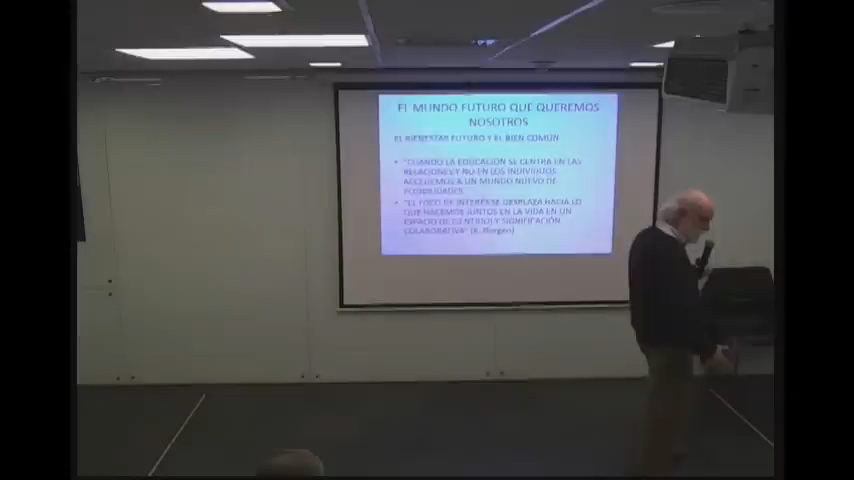 EL MUNDO FUTURO QUE QUEREMOS
NOSOTROS
EL BIENESTAR FUTURO Y EL BIEN COMÚN
• "CUANDO LA EDUCACIÓN SE CENTRA EN LAS
RELACIONES Y NO EN LOS INDIVIDUOS
ACCEDEMOS A UN MUNDO NUEVO DE
POSIBILIDADES
• "EL FOCO DE INTERÉS SE DESPLAZA HACIA LO
QUE HACEMOS JUNTOS EN LA VIDA EN UN
ESPACIO DE SENTIDO Y SIGNIFICACIÓN
COLABORATIVA" (K. Gergen)